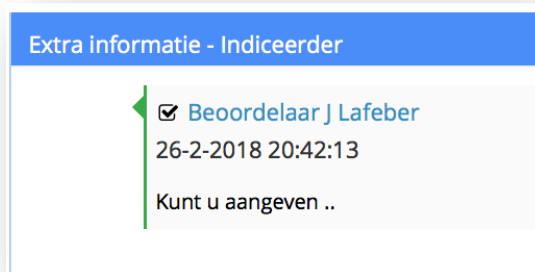 Extra informatie - Indiceerder
Beoordelaar J Lafeber
26-2-2018 20:42:13
Kunt u aangeven ..